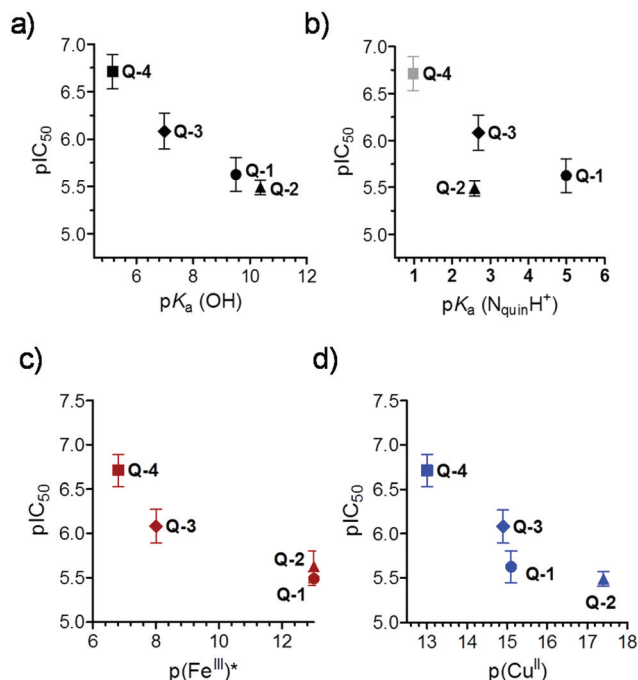 a)
7.0
6.5
6.0
5.5
5.0
pIC50
Q-4
Q-3
Q-1
Q-2
4 6 8 10 12
pKa (OH)
b)
7.0
6.5
6.0
5.5
5.0
pIC50
Q-4
Q-3
Q-2
Q-1
1 2 3 4 5 6
pKa (NquinH+)
c)
7.5
7.0
6.5
6.0
5.5
5.0
pIC50
Q-4
Q-3
Q-2
Q-1
6 8 10 12
p(FeIII)*
d)
7.5
7.0
6.5
6.0
5.5
5.0
pIC50
Q-4
Q-3
Q-1
Q-2
13 14 15 16 17 18
p(CuII)